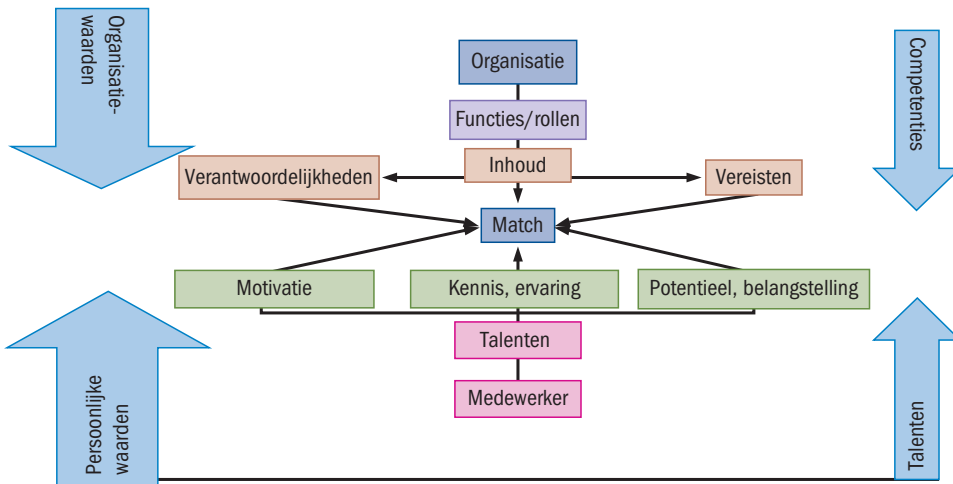 Organisatie-
waarden
Organisatie
Competenties
Functies/rollen
Inhoud
Verantwoordelijkheden
Vereisten
Match
Motivatie
Kennis, ervaring
Potentieel, belangstelling
Talenten
Medewerker
Persoonlijke
waarden
Talenten